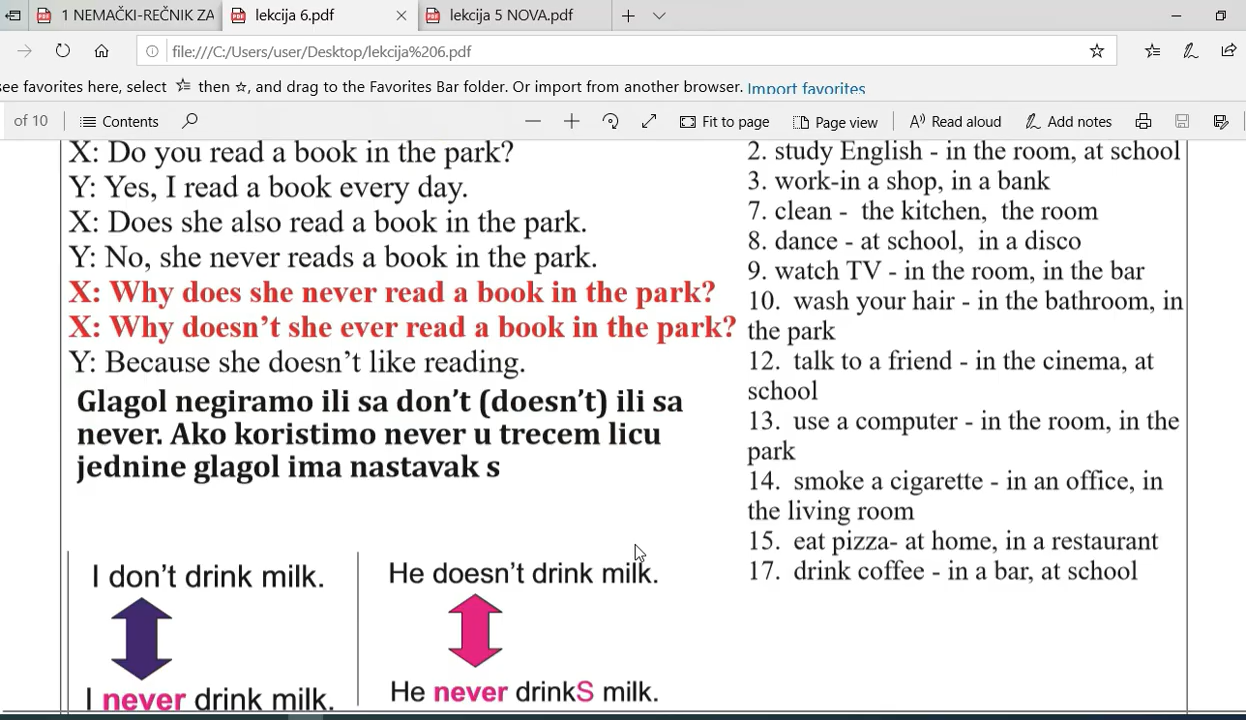 1 NEMAČKI-REČNIK ZA
lekcija 6.pdf
lekcija 5 NOVA.pdf
file:///C:/Users/user/Desktop/lekcija%206.pdf
see favorites here, select then ☆, and drag to the Favorites Bar folder. Or import from another browser. Import favorites
of 10
Contents
Fit to page
Page view
Read aloud
Add notes
X: Do you read a book in the park?
Y: Yes, I read a book every day.
X: Does she also read a book in the park.
Y: No, she never reads a book in the park.
X: Why does she never read a book in the park?
X: Why doesn’t she ever read a book in the park?
Y: Because she doesn’t like reading.
Glagol negiramo ili sa don’t (doesn’t) ili sa
never. Ako koristimo never u trecem licu
jednine glagol ima nastavak s
I don’t drink milk.
I never drink milk.
He doesn’t drink milk.
He never drinkS milk.
2. study English - in the room, at school
3. work-in a shop, in a bank
7. clean - the kitchen, the room
8. dance - at school, in a disco
9. watch TV - in the room, in the bar
10. wash your hair - in the bathroom, in
the park
12. talk to a friend - in the cinema, at
school
13. use a computer - in the room, in the
park
14. smoke a cigarette - in an office, in
the living room
15. eat pizza- at home, in a restaurant
17. drink coffee - in a bar, at school